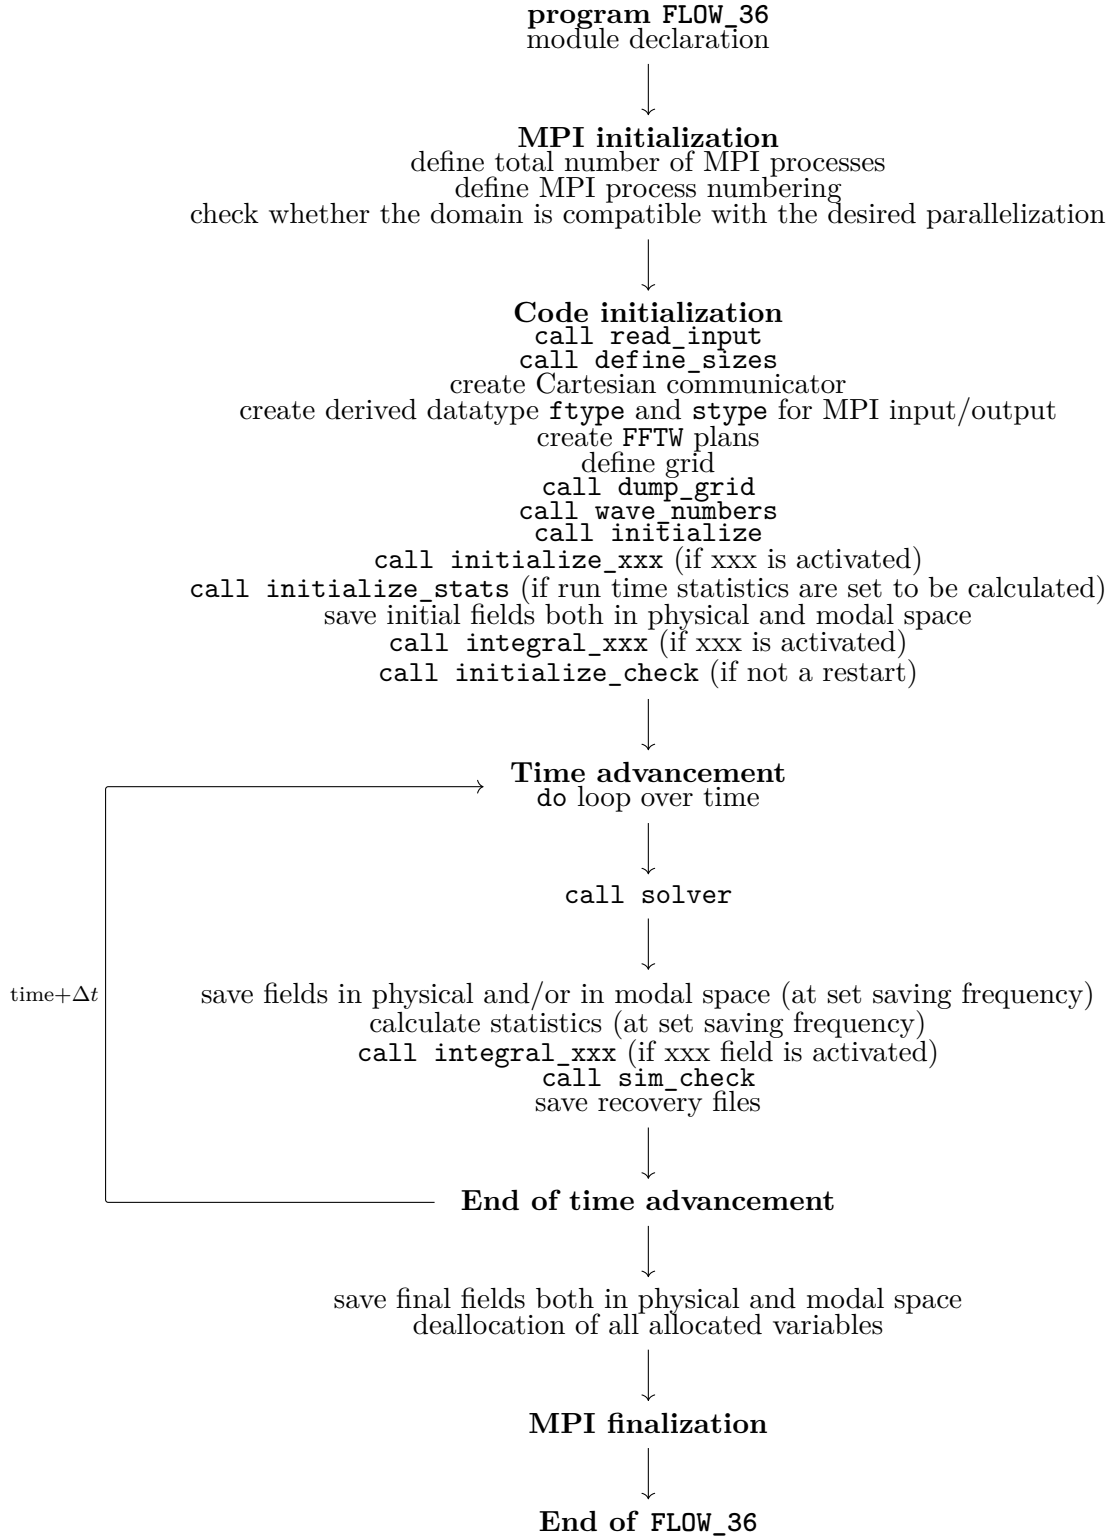 program FLOW_36
module declaration
MPI initialization
define total number of MPI processes
define MPI process numbering
check whether the domain is compatible with the desired parallelization
Code initialization
call read_input
call define_sizes
create Cartesian communicator
create derived datatype ftype and stype for MPI input/output
create FFTW plans
define grid
call dump_grid
call wave_numbers
call initialize
call initialize_xxx (if xxx is activated)
call initialize_stats (if run time statistics are set to be calculated)
save initial fields both in physical and modal space
call integral_xxx (if xxx is activated)
call initialize_check (if not a restart)
Time advancement
do loop over time
call solver
time+Δt
save fields in physical and/or in modal space (at set saving frequency)
calculate statistics (at set saving frequency)
call integral_xxx (if xxx field is activated)
call sim_check
save recovery files
End of time advancement
save final fields both in physical and modal space
deallocation of all allocated variables
MPI finalization
End of FLOW_36